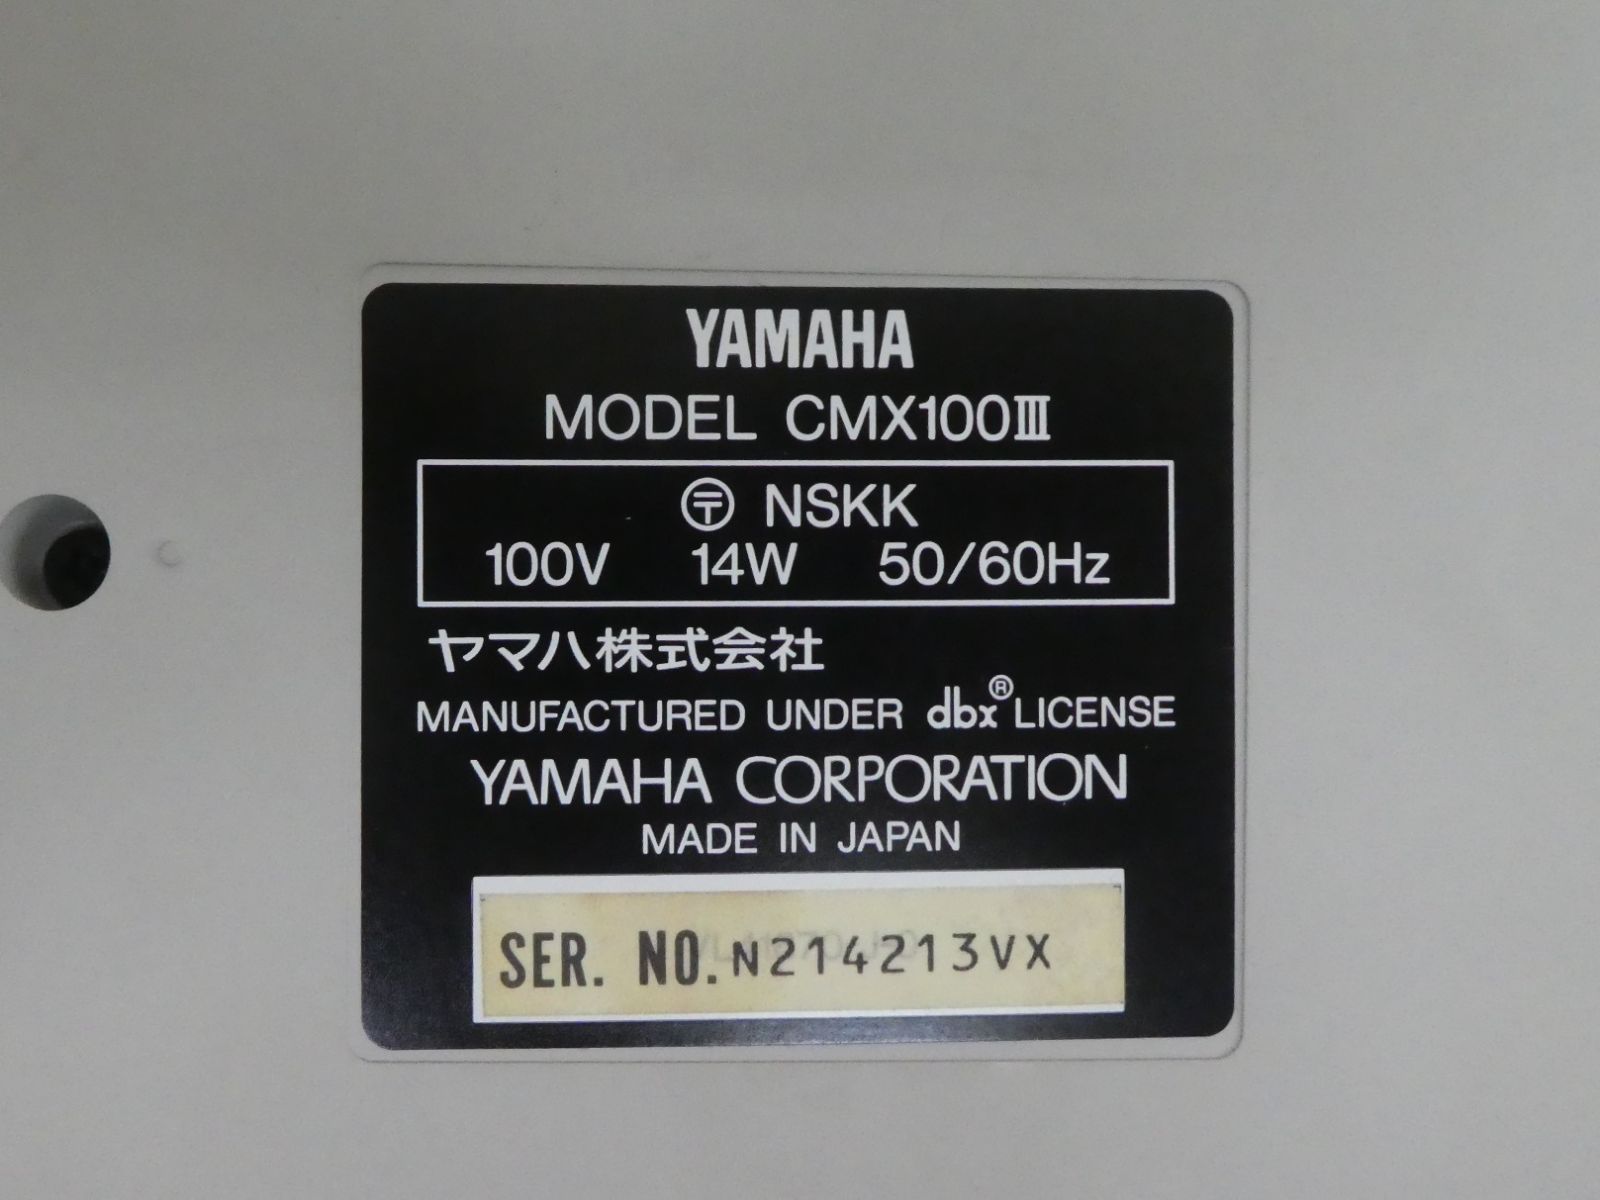 YAMAHA
MODEL CMX100Ⅲ
〶 NSKK
100V 14W 50/60Hz
ヤマハ株式会社
MANUFACTURED UNDER dbx® LICENSE
YAMAHA CORPORATION
MADE IN JAPAN
SER. NO. N214213VX